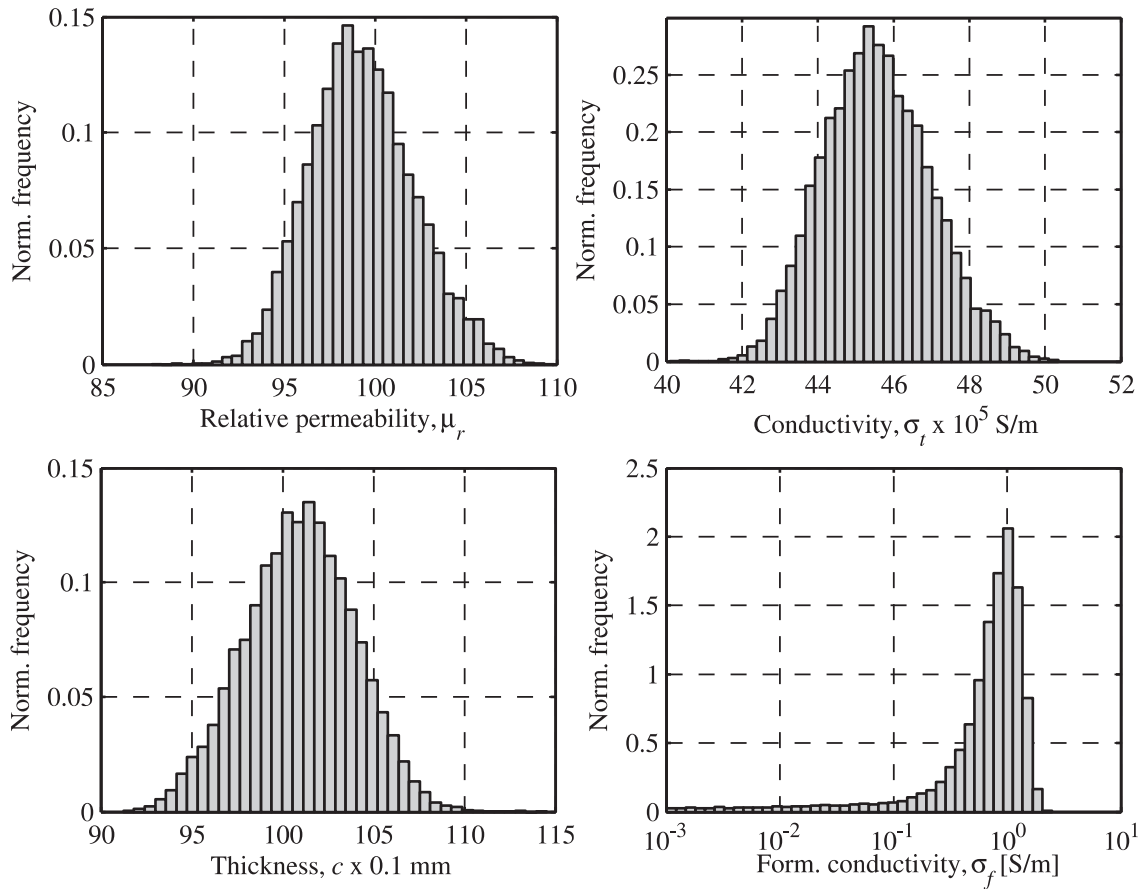 0.15
0.1
0.05
0
Norm. frequency
85 90 95 100 105 110
Relative permeability, μr
0.25
0.2
0.15
0.1
0.05
0
Norm. frequency
40 42 44 46 48 50 52
Conductivity, σt x 10^5 S/m
0.15
0.1
0.05
0
Norm. frequency
90 95 100 105 110 115
Thickness, c x 0.1 mm
2.5
2
1.5
1
0.5
0
Norm. frequency
10^-3 10^-2 10^-1 10^0 10^1
Form. conductivity, σf [S/m]